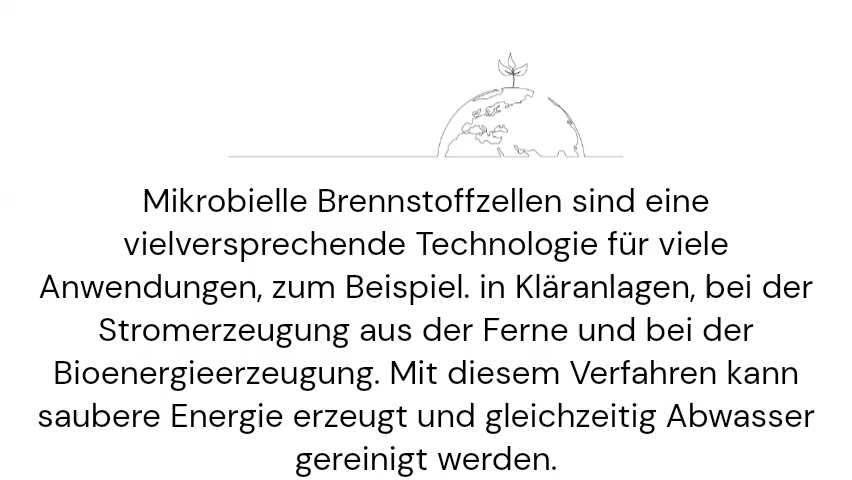 Mikrobielle Brennstoffzellen sind eine
vielversprechende Technologie für viele
Anwendungen, zum Beispiel. in Kläranlagen, bei der
Stromerzeugung aus der Ferne und bei der
Bioenergieerzeugung. Mit diesem Verfahren kann
saubere Energie erzeugt und gleichzeitig Abwasser
gereinigt werden.